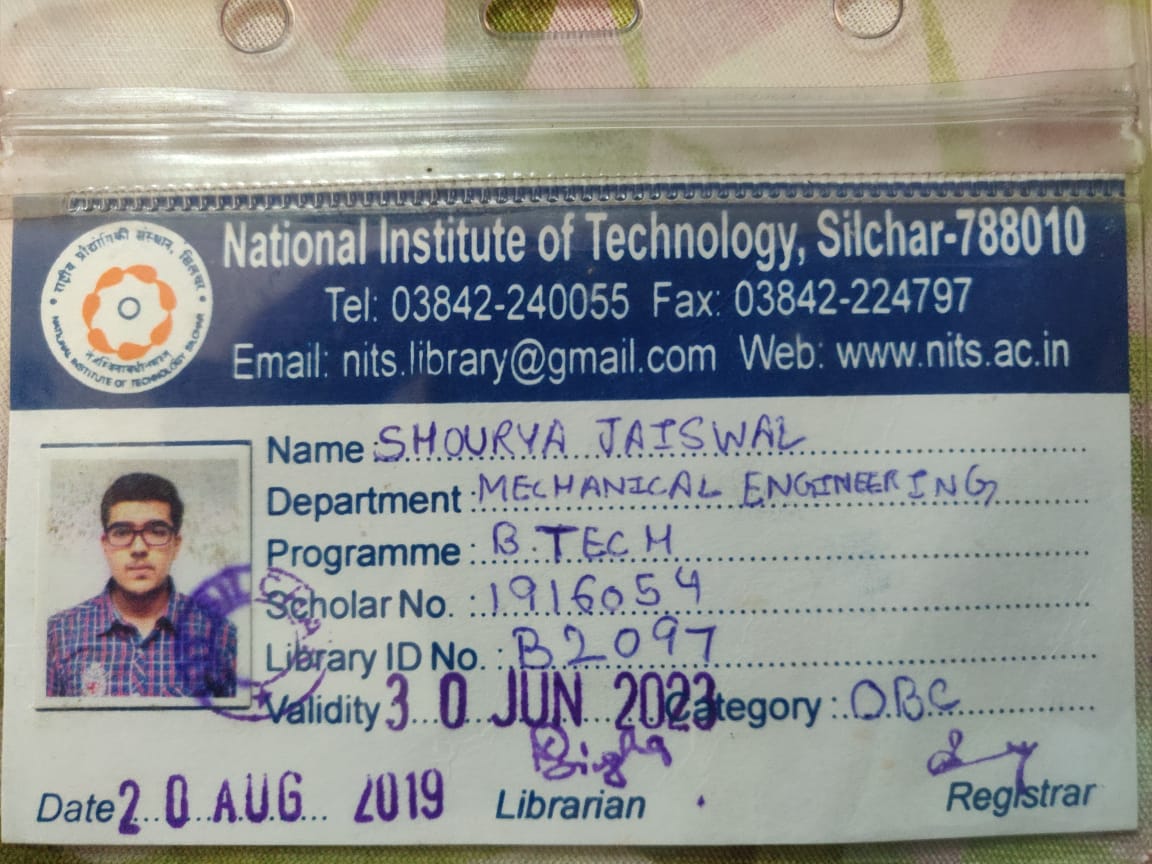 National Institute of Technology, Silchar-788010
Tel: 03842-240055 Fax: 03842-224797
Email: nits.library@gmail.com Web: www.nits.ac.in
राष्ट्रीय प्रौद्योगिकी संस्थान, सिलचर
NATIONAL INSTITUTE OF TECHNOLOGY SILCHAR
Name : SHOURYA JAISWAL
Department : MECHANICAL ENGINEERING
Programme : B.TECH
Scholar No. : 1916054
Library ID No. : B2097
Validity 30 JUN 2023 Category : OBC
Date 20 AUG 2019 Librarian Registrar